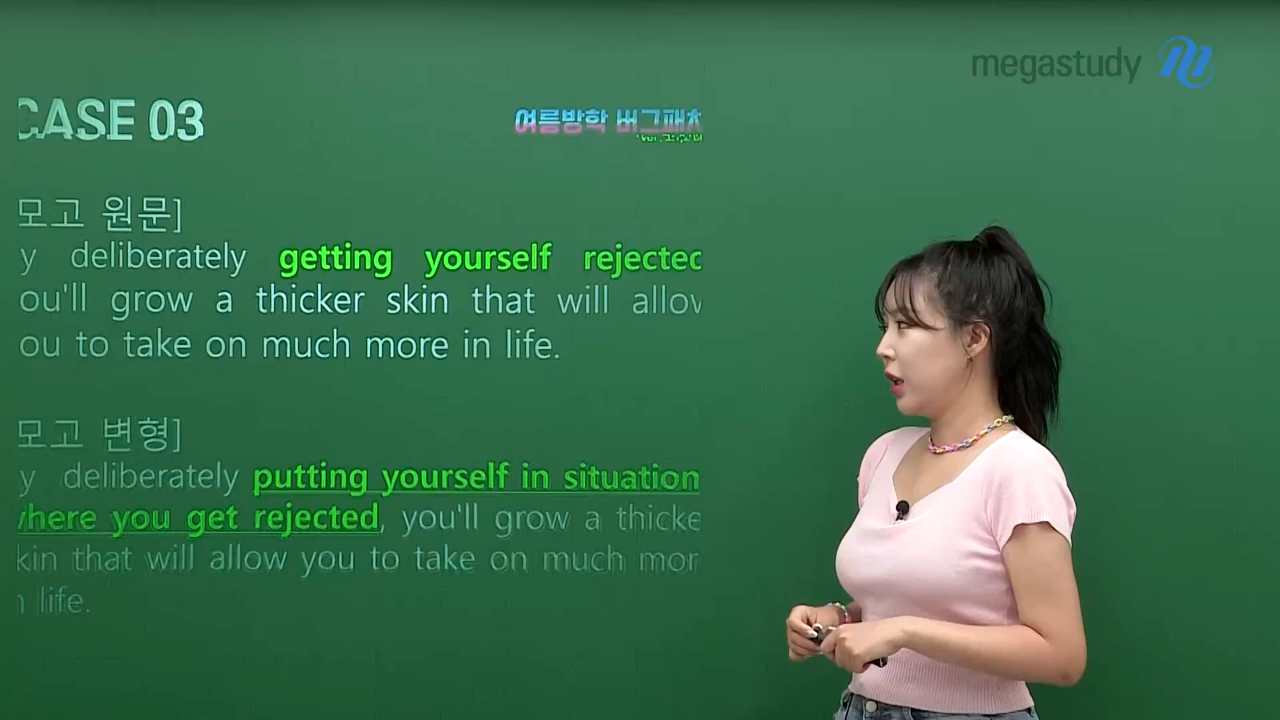 megastudy
CASE 03
여름방학 버그패치
모고 원문]
y deliberately getting yourself rejected
ou'll grow a thicker skin that will allow
ou to take on much more in life.
모고 변형]
y deliberately putting yourself in situation
where you get rejected, you'll grow a thicke
kin that will allow you to take on much mor
n life.